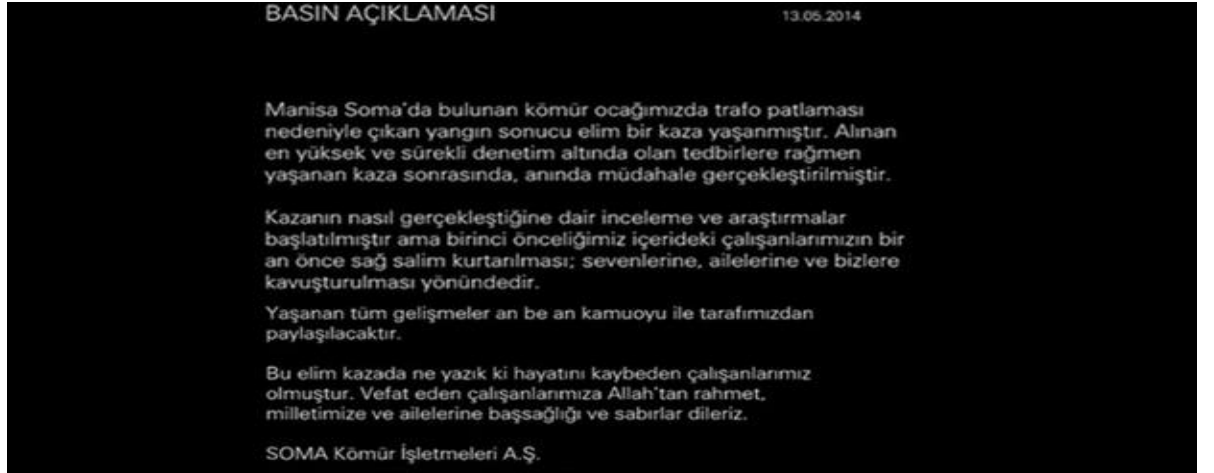 BASIN AÇIKLAMASI
13.05.2014
Manisa Soma'da bulunan kömür ocağımızda trafo patlaması
nedeniyle çıkan yangın sonucu elim bir kaza yaşanmıştır. Alınan
en yüksek ve sürekli denetim altında olan tedbirlere rağmen
yaşanan kaza sonrasında, anında müdahale gerçekleştirilmiştir.
Kazanın nasıl gerçekleştiğine dair inceleme ve araştırmalar
başlatılmıştır ama birinci önceliğimiz içerideki çalışanlarımızın bir
an önce sağ salim kurtarılması; sevenlerine, ailelerine ve bizlere
kavuşturulması yönündedir.
Yaşanan tüm gelişmeler an be an kamuoyu ile tarafımızdan
paylaşılacaktır.
Bu elim kazada ne yazık ki hayatını kaybeden çalışanlarımız
olmuştur. Vefat eden çalışanlarımıza Allah'tan rahmet,
milletimize ve ailelerine başsağlığı ve sabırlar dileriz.
SOMA Kömür İşletmeleri A.Ş.